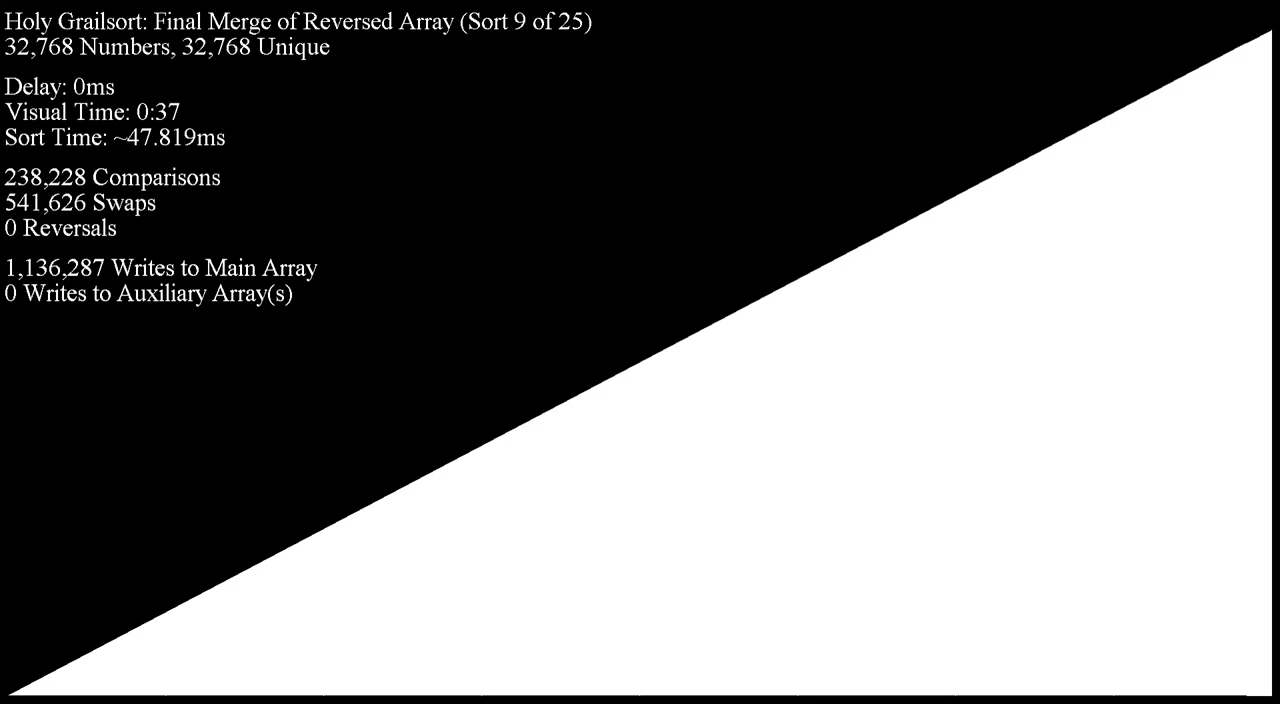 Holy Grailsort: Final Merge of Reversed Array (Sort 9 of 25)
32,768 Numbers, 32,768 Unique
Delay: 0ms
Visual Time: 0:37
Sort Time: ~47.819ms
238,228 Comparisons
541,626 Swaps
0 Reversals
1,136,287 Writes to Main Array
0 Writes to Auxiliary Array(s)